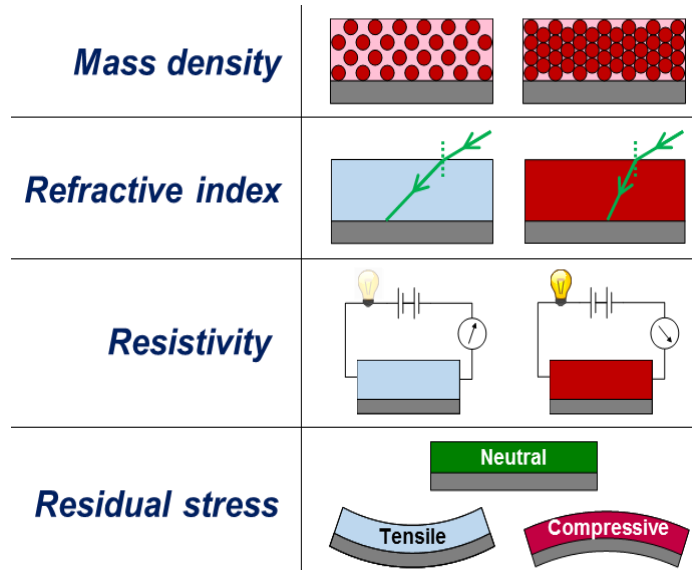 Mass density
Refractive index
Resistivity
Residual stress
Neutral
Tensile
Compressive